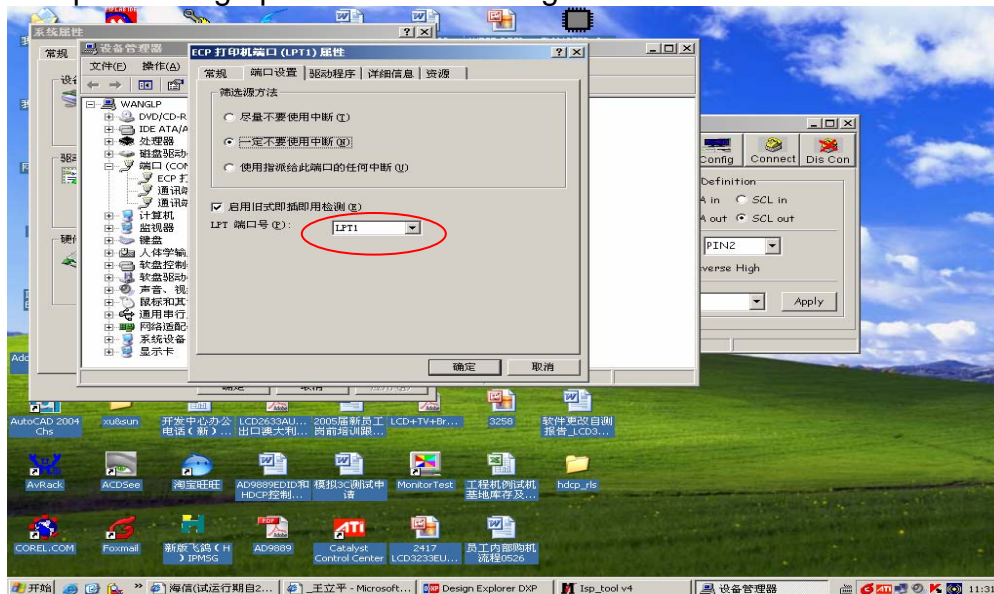 系统属性
常规
设备管理器
文件(F) 操作(A)
WANGLP
DVD/CD-R
IDE ATA/A
处理器
磁盘驱动
端口 (COM
ECP 打
通讯端
通讯端
计算机
监视器
键盘
人体学输
软盘控制
软盘驱动
声音、视
鼠标和其
通用串行
网络适配
系统设备
显示卡
ECP 打印机端口 (LPT1) 属性
常规 端口设置 驱动程序 详细信息 资源
筛选源方法
尽量不要使用中断(T)
一定不要使用中断(N)
使用指派给此端口的任何中断(U)
启用旧式即插即用检测(E)
LPT 端口号(P): LPT1
确定 取消
Config Connect Dis Con
Definition
A in SCL in
A out SCL out
PIN2
verse High
Apply
AutoCAD 2004 Chs
xu&sun
开发中心办公电话(新)...
LCD2633AU... 出口澳大利...
2005届新员工岗前培训跟...
LCD+TV+Br...
3258
软件更改自测报告_LCD3...
AvRack
ACDSee
淘宝旺旺
AD9889EDID和HDCP控制...
模拟3C测试申请
MonitorTest
工程机例试机基地库存及...
hdcp_rls
COREL.COM
Foxmail
新版飞鸽(H) IPMSG
AD9889
Catalyst Control Center
2417 LCD3233EU...
员工内部购机流程0526
开始
海信(试运行期自2...
_王立平 - Microsoft...
Design Explorer DXP
Isp_tool v4
设备管理器
11:31